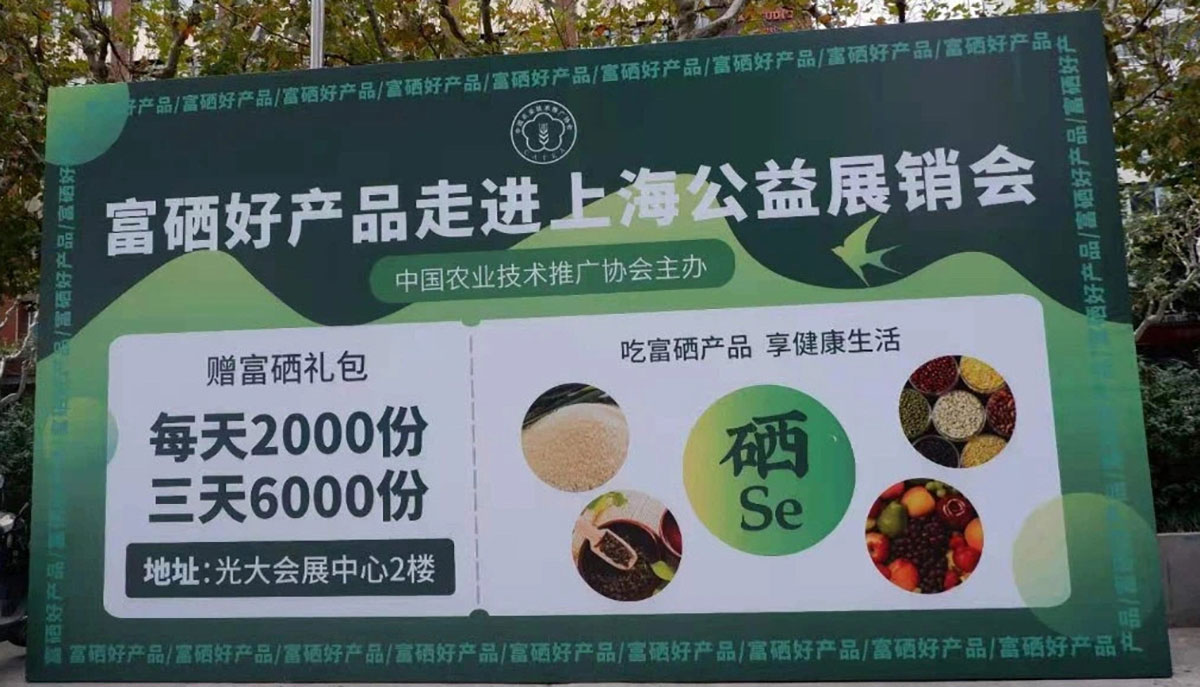 好产品/富硒好产品/富硒好产品/富硒好产品/富硒好产品/富硒好产品/富硒好产品/富硒好产品/富硒好产品
富硒好产品走进上海公益展销会
中国农业技术推广协会主办
赠富硒礼包
每天2000份
三天6000份
地址:光大会展中心2楼
吃富硒产品 享健康生活
硒
Se
富硒好产品/富硒好产品/富硒好产品/富硒好产品/富硒好产品/富硒好产品/富硒好产品/富硒好产品/富硒好产品/富硒好产品